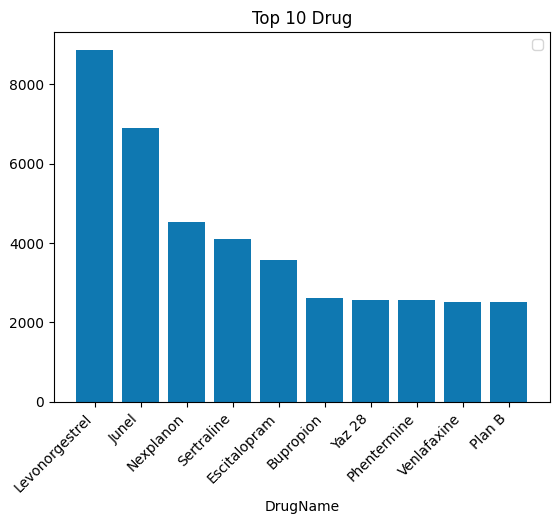 Top 10 Drug
8000
6000
4000
2000
0
Levonorgestrel
Junel
Nexplanon
Sertraline
Escitalopram
Bupropion
Yaz 28
Phentermine
Venlafaxine
Plan B
DrugName